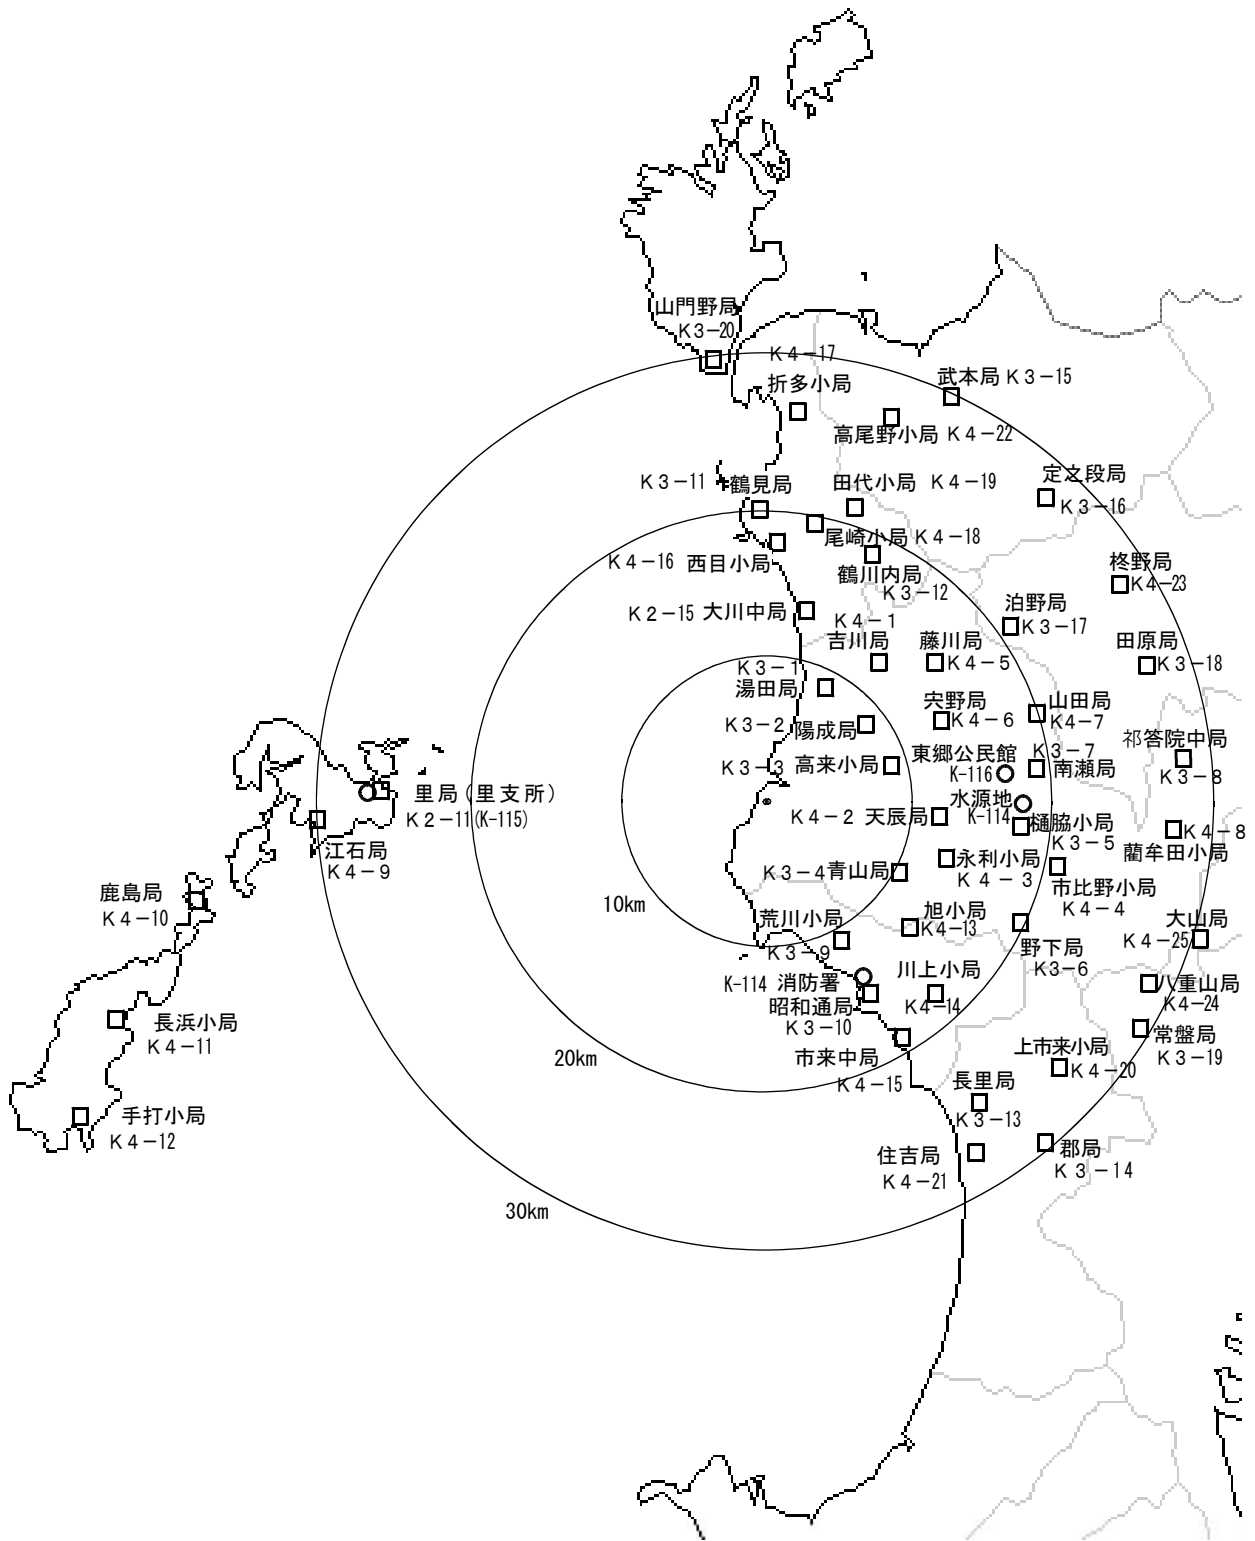 山門野局
K3-20
K4-17
折多小局
武本局 K3-15
高尾野小局 K4-22
K3-11 鶴見局
田代小局 K4-19
定之段局
K3-16
尾崎小局 K4-18
K4-16 西目小局
鶴川内局
K3-12
柊野局
K4-23
K2-15 大川中局
泊野局
K3-17
K4-1
吉川局
藤川局
K4-5
田原局
K3-18
K3-1
湯田局
宍野局
K4-6
山田局
K4-7
K3-2 陽成局
東郷公民館
K-116
K3-7
南瀬局
祁答院中局
K3-8
K3-3 高来小局
里局(里支所)
K2-11(K-115)
水源地
K-114
K4-2 天辰局
樋脇小局
K3-5
K4-8
藺牟田小局
江石局
K4-9
永利小局
K4-3
K3-4 青山局
市比野小局
K4-4
鹿島局
K4-10
10km
荒川小局
K3-9
旭小局
K4-13
大山局
K4-25
野下局
K3-6
K-114 消防署
昭和通局
K3-10
川上小局
K4-14
八重山局
K4-24
長浜小局
K4-11
20km
市来中局
K4-15
上市来小局
K4-20
常盤局
K3-19
長里局
K3-13
手打小局
K4-12
住吉局
K4-21
郡局
K3-14
30km